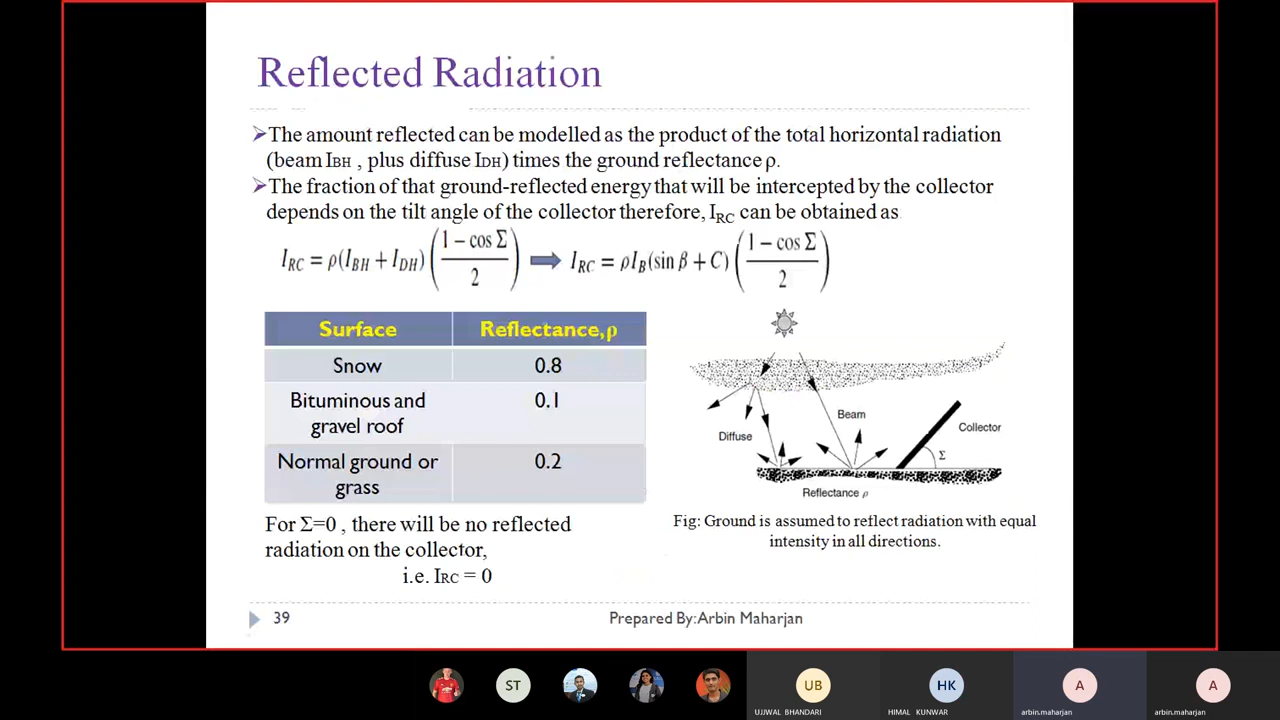 Reflected Radiation
➢The amount reflected can be modelled as the product of the total horizontal radiation
(beam IBH , plus diffuse IDH) times the ground reflectance ρ.
➢The fraction of that ground-reflected energy that will be intercepted by the collector
depends on the tilt angle of the collector therefore, IRC can be obtained as
I_RC = ρ(I_BH + I_DH) ((1 − cos Σ)/2) ⇒ I_RC = ρI_B(sin β + C) ((1 − cos Σ)/2)
Surface Reflectance,ρ
Snow 0.8
Bituminous and 0.1
gravel roof
Normal ground or 0.2
grass
For Σ=0 , there will be no reflected
radiation on the collector,
i.e. IRC = 0
Beam
Collector
Diffuse
Σ
Reflectance ρ
Fig: Ground is assumed to reflect radiation with equal
intensity in all directions.
39
Prepared By:Arbin Maharjan
ST
UB
HK
A
A
UJJWAL BHANDARI
HIMAL KUNWAR
arbin.maharjan
arbin.maharjan